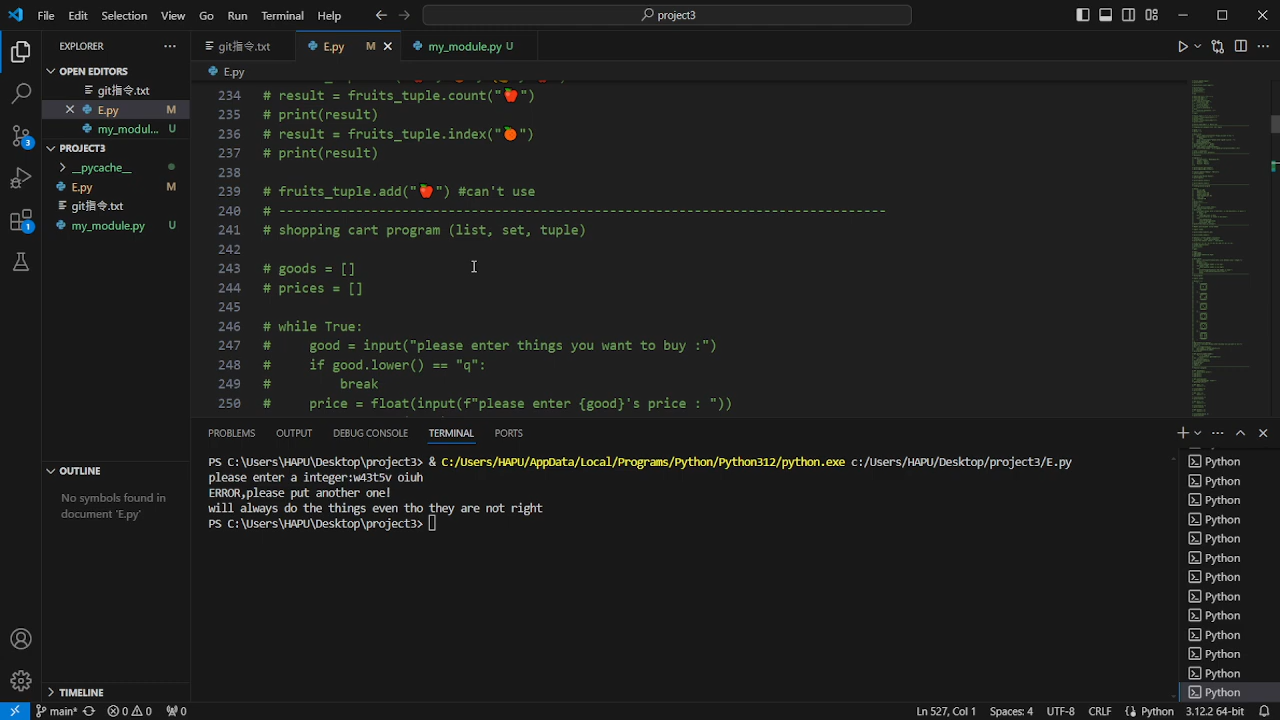 File Edit Selection View Go Run Terminal Help
project3
EXPLORER
git指令.txt
E.py M
my_module.py U
OPEN EDITORS
git指令.txt
E.py M
my_modul... U
PROJECT3
__pycache__
E.py M
git指令.txt
my_module.py U
OUTLINE
No symbols found in
document 'E.py'
TIMELINE
E.py
234 # result = fruits_tuple.count("🍎")
235 # print(result)
236 # result = fruits_tuple.index("🍊")
237 # print(result)
238
239 # fruits_tuple.add("🍎") #can't use
240 # -------------------------------------------------------------------------------
241 # shopping cart program (list, set, tuple)
242
243 # goods = []
244 # prices = []
245
246 # while True:
247 #     good = input("please enter things you want to buy :")
248 #     if good.lower() == "q":
249 #         break
250 #     price = float(input(f"please enter {good}'s price : "))
PROBLEMS OUTPUT DEBUG CONSOLE TERMINAL PORTS
PS C:\Users\HAPU\Desktop\project3> & C:/Users/HAPU/AppData/Local/Programs/Python/Python312/python.exe c:/Users/HAPU/Desktop/project3/E.py
please enter a integer:w43t5v oiuh
ERROR,please put another one!
will always do the things even tho they are not right
PS C:\Users\HAPU\Desktop\project3>
Python
Python
Python
Python
Python
Python
Python
Python
Python
Python
Python
Python
Python
3
1
main* 0 0 0 Ln 527, Col 1 Spaces: 4 UTF-8 CRLF Python 3.12.2 64-bit